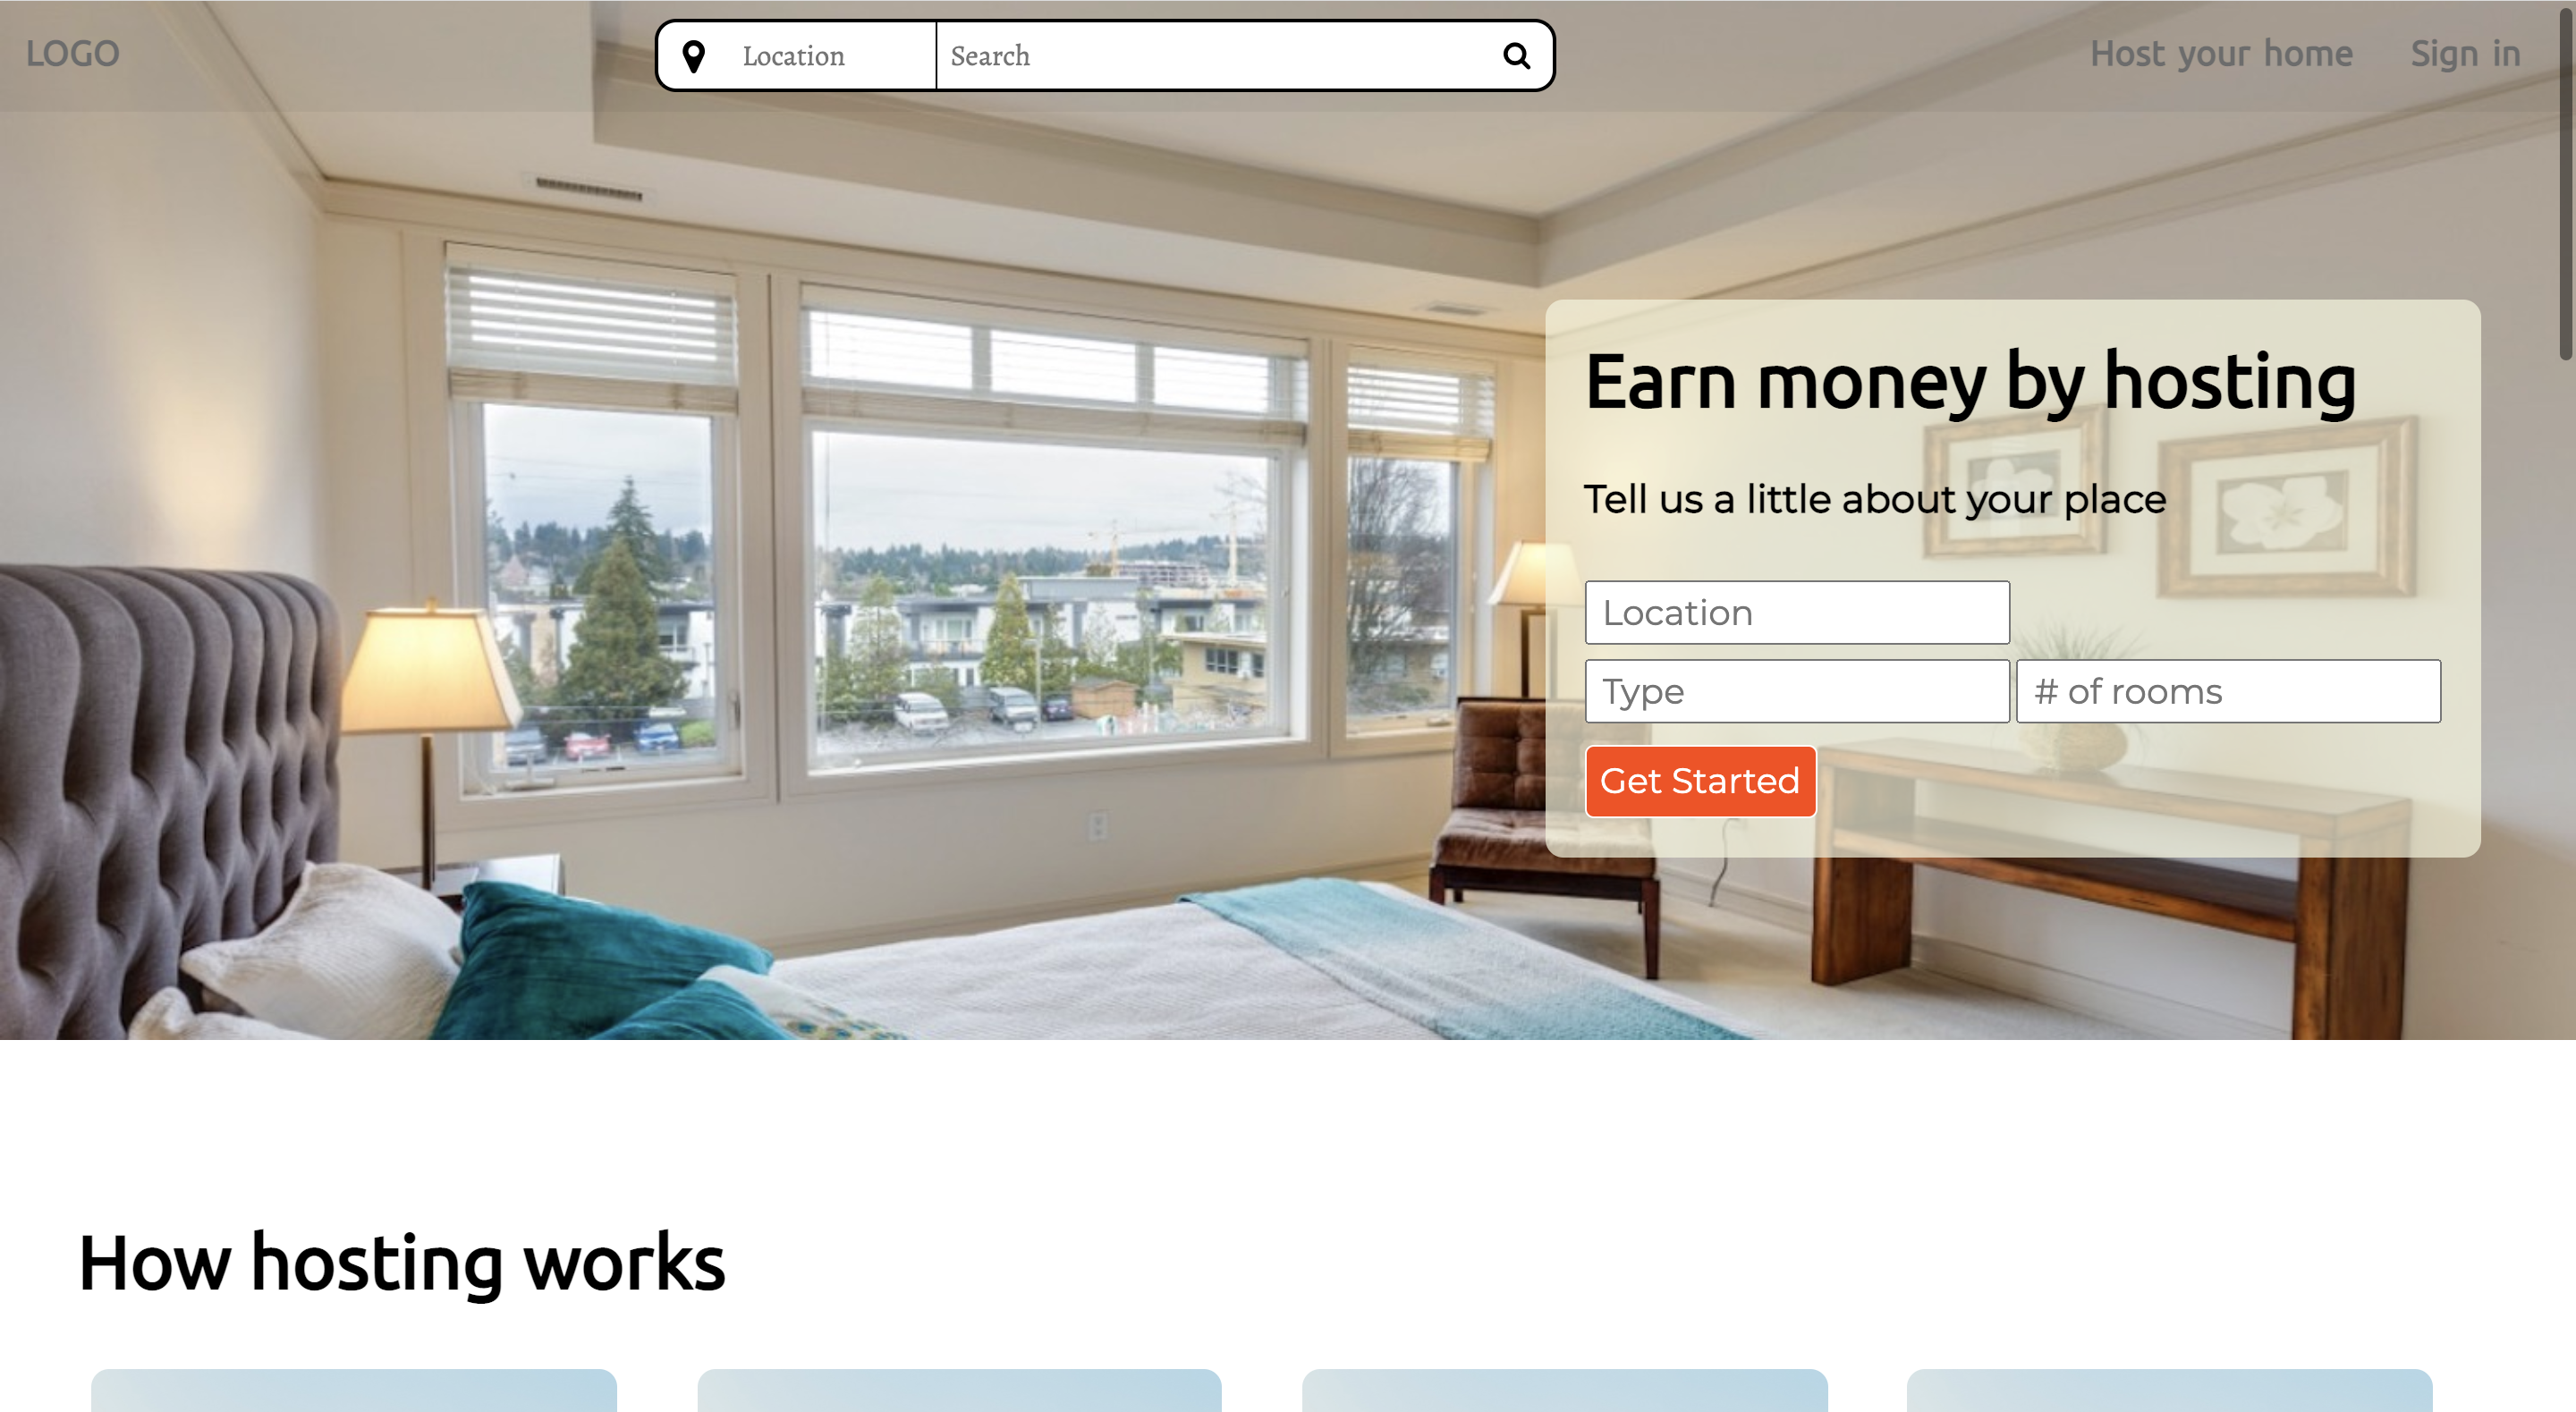 LOGO
Location
Search
Host your home
Sign in
Earn money by hosting
Tell us a little about your place
Location
Type
# of rooms
Get Started
How hosting works